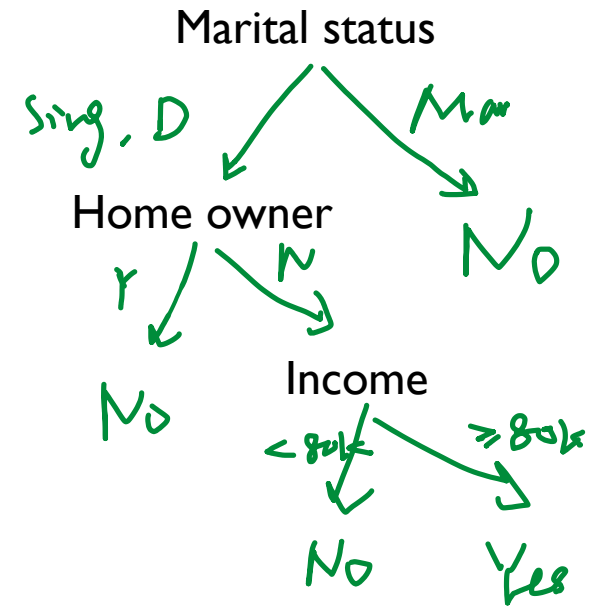 Marital status
Sing, D
Mar
Home owner
No
Y
N
Income
No
<80k
≥80k
No
Yes